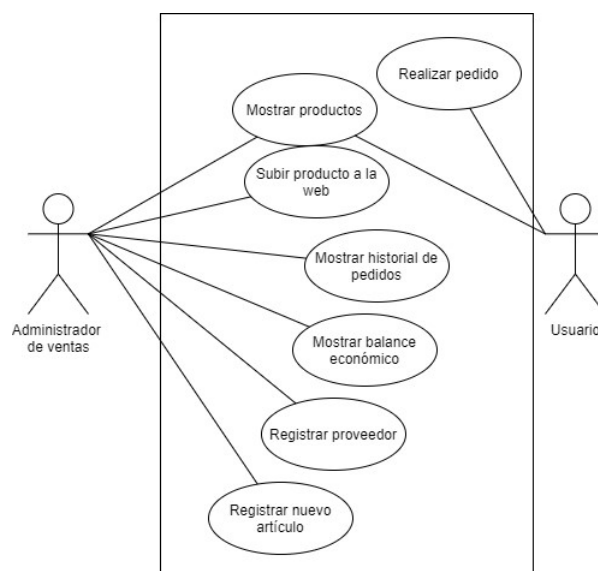 Realizar pedido
Mostrar productos
Subir producto a la
web
Mostrar historial de
pedidos
Administrador
de ventas
Usuario
Mostrar balance
económico
Registrar proveedor
Registrar nuevo
artículo